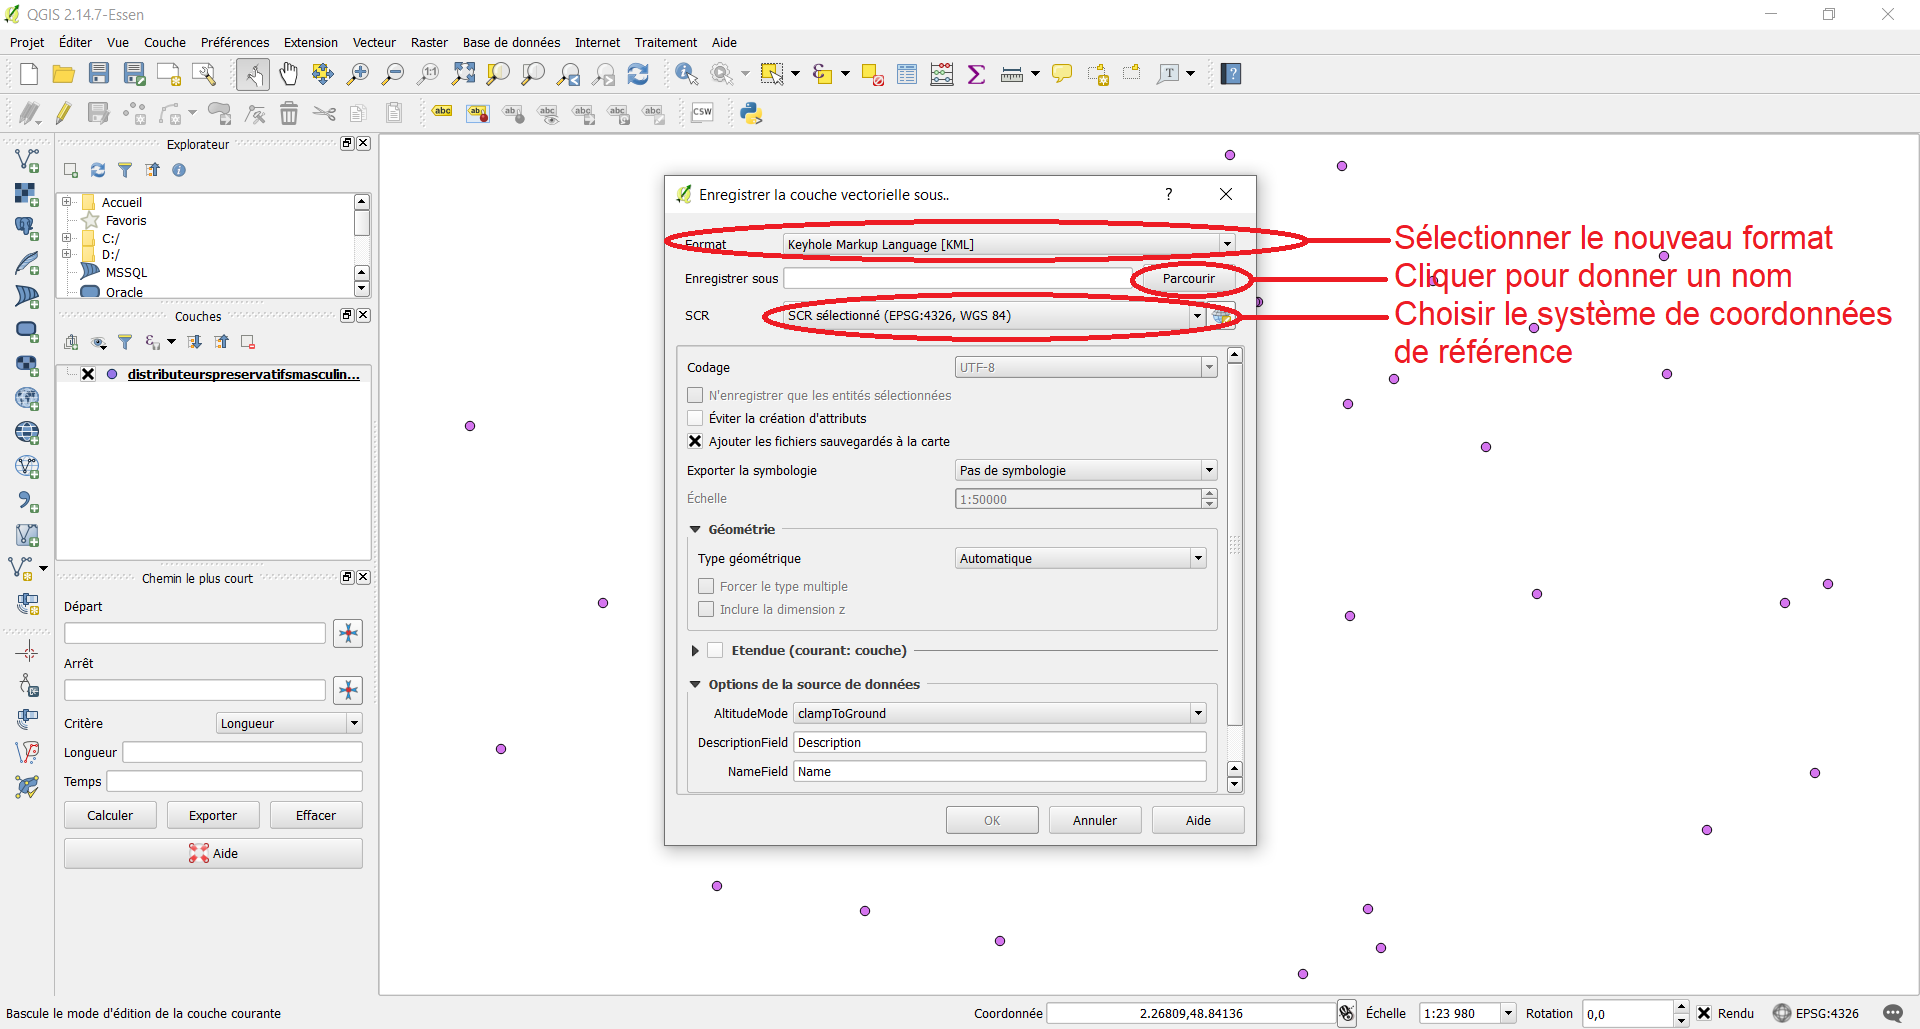 QGIS 2.14.7-Essen
Projet Éditer Vue Couche Préférences Extension Vecteur Raster Base de données Internet Traitement Aide
Explorateur
Accueil
Favoris
C:/
D:/
MSSQL
Oracle
Couches
distributeurspreservatifsmasculin...
Chemin le plus court
Départ
Arrêt
Critère Longueur
Longueur
Temps
Calculer Exporter Effacer
Aide
Enregistrer la couche vectorielle sous..
Format Keyhole Markup Language [KML]
Enregistrer sous Parcourir
SCR SCR sélectionné (EPSG:4326, WGS 84)
Codage UTF-8
N'enregistrer que les entités sélectionnées
Éviter la création d'attributs
Ajouter les fichiers sauvegardés à la carte
Exporter la symbologie Pas de symbologie
Échelle 1:50000
Géométrie
Type géométrique Automatique
Forcer le type multiple
Inclure la dimension z
Etendue (courant: couche)
Options de la source de données
AltitudeMode clampToGround
DescriptionField Description
NameField Name
OK Annuler Aide
Sélectionner le nouveau format
Cliquer pour donner un nom
Choisir le système de coordonnées
de référence
Bascule le mode d'édition de la couche courante
Coordonnée 2.26809,48.84136 Échelle 1:23 980 Rotation 0,0 Rendu EPSG:4326